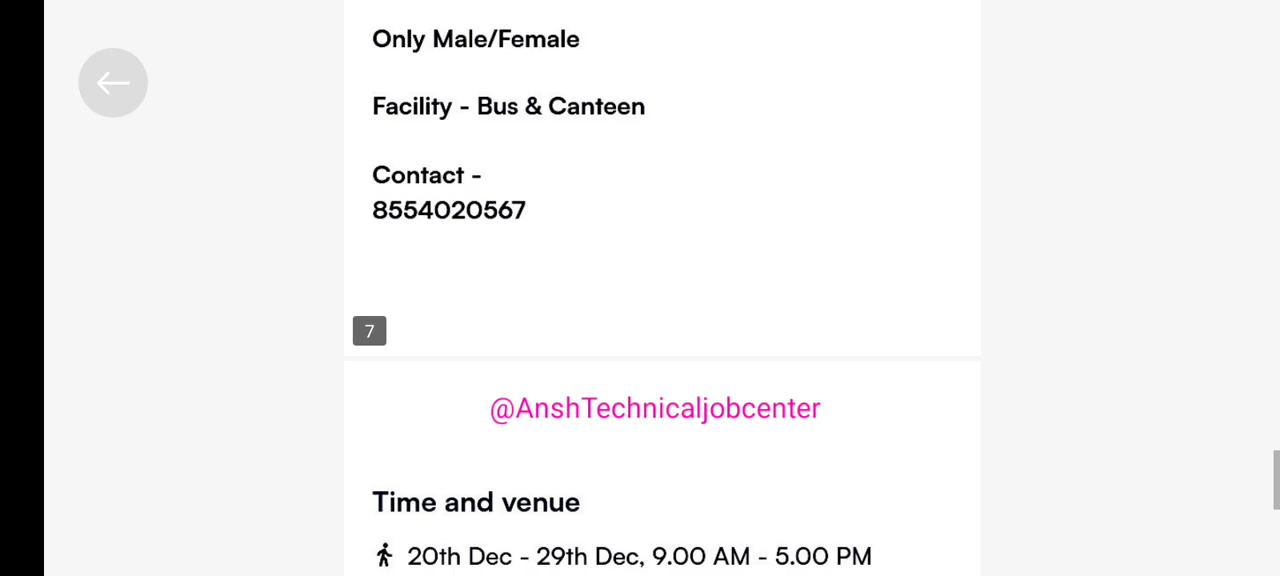 Only Male/Female
Facility - Bus & Canteen
Contact -
8554020567
7
@AnshTechnicaljobcenter
Time and venue
20th Dec - 29th Dec, 9.00 AM - 5.00 PM